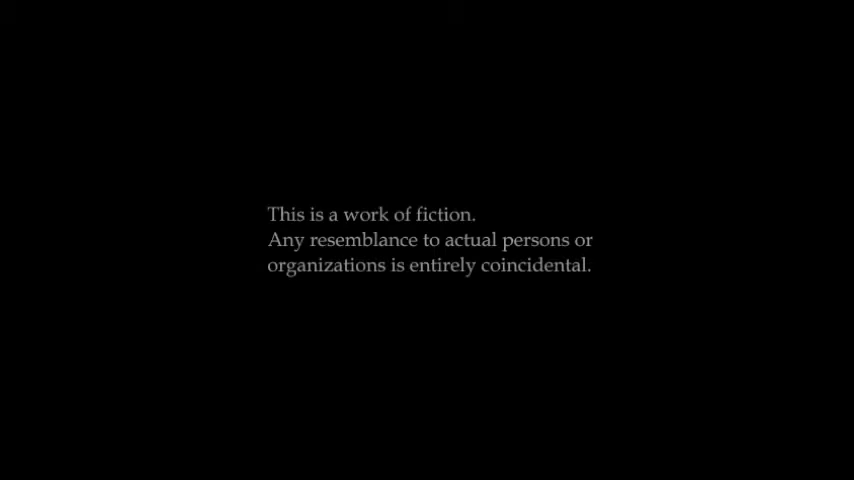 This is a work of fiction.
Any resemblance to actual persons or
organizations is entirely coincidental.